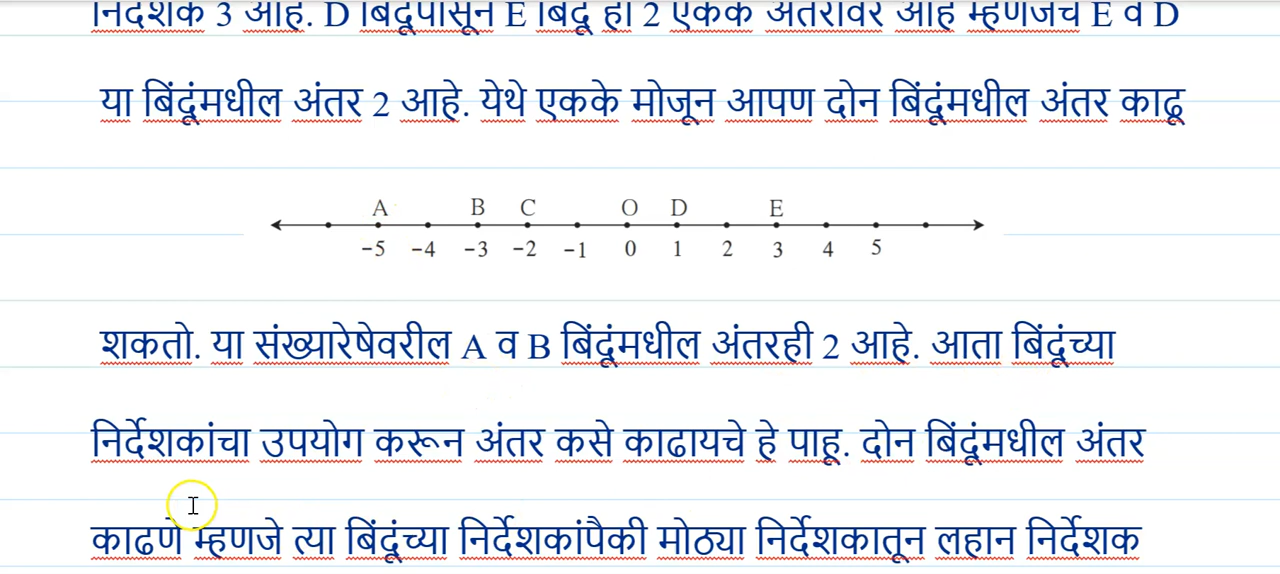 निर्देशक 3 आहे. D बिंदूपासून E बिंदू हा 2 एकक अंतरावर आहे म्हणजेच E व D
या बिंदूंमधील अंतर 2 आहे. येथे एकके मोजून आपण दोन बिंदूंमधील अंतर काढू
A B C O D E
-5 -4 -3 -2 -1 0 1 2 3 4 5
शकतो. या संख्यारेषेवरील A व B बिंदूंमधील अंतरही 2 आहे. आता बिंदूंच्या
निर्देशकांचा उपयोग करून अंतर कसे काढायचे हे पाहू. दोन बिंदूंमधील अंतर
काढणे म्हणजे त्या बिंदूंच्या निर्देशकांपैकी मोठ्या निर्देशकातून लहान निर्देशक